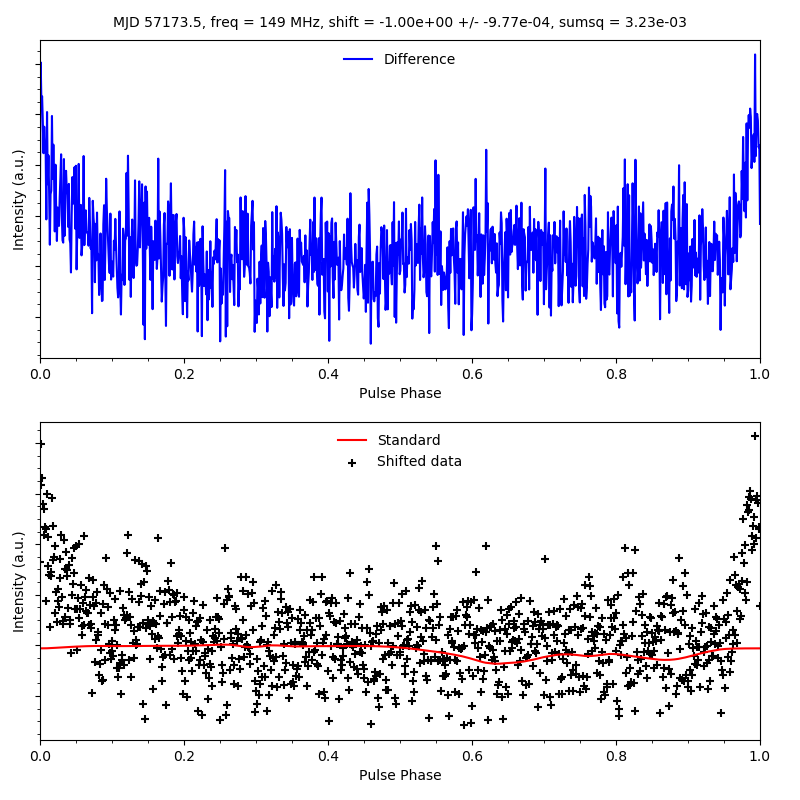 MJD 57173.5, freq = 149 MHz, shift = -1.00e+00 +/- -9.77e-04, sumsq = 3.23e-03
Difference
Intensity (a.u.)
0.0 0.2 0.4 0.6 0.8 1.0
Pulse Phase
Standard
Shifted data
Intensity (a.u.)
0.0 0.2 0.4 0.6 0.8 1.0
Pulse Phase